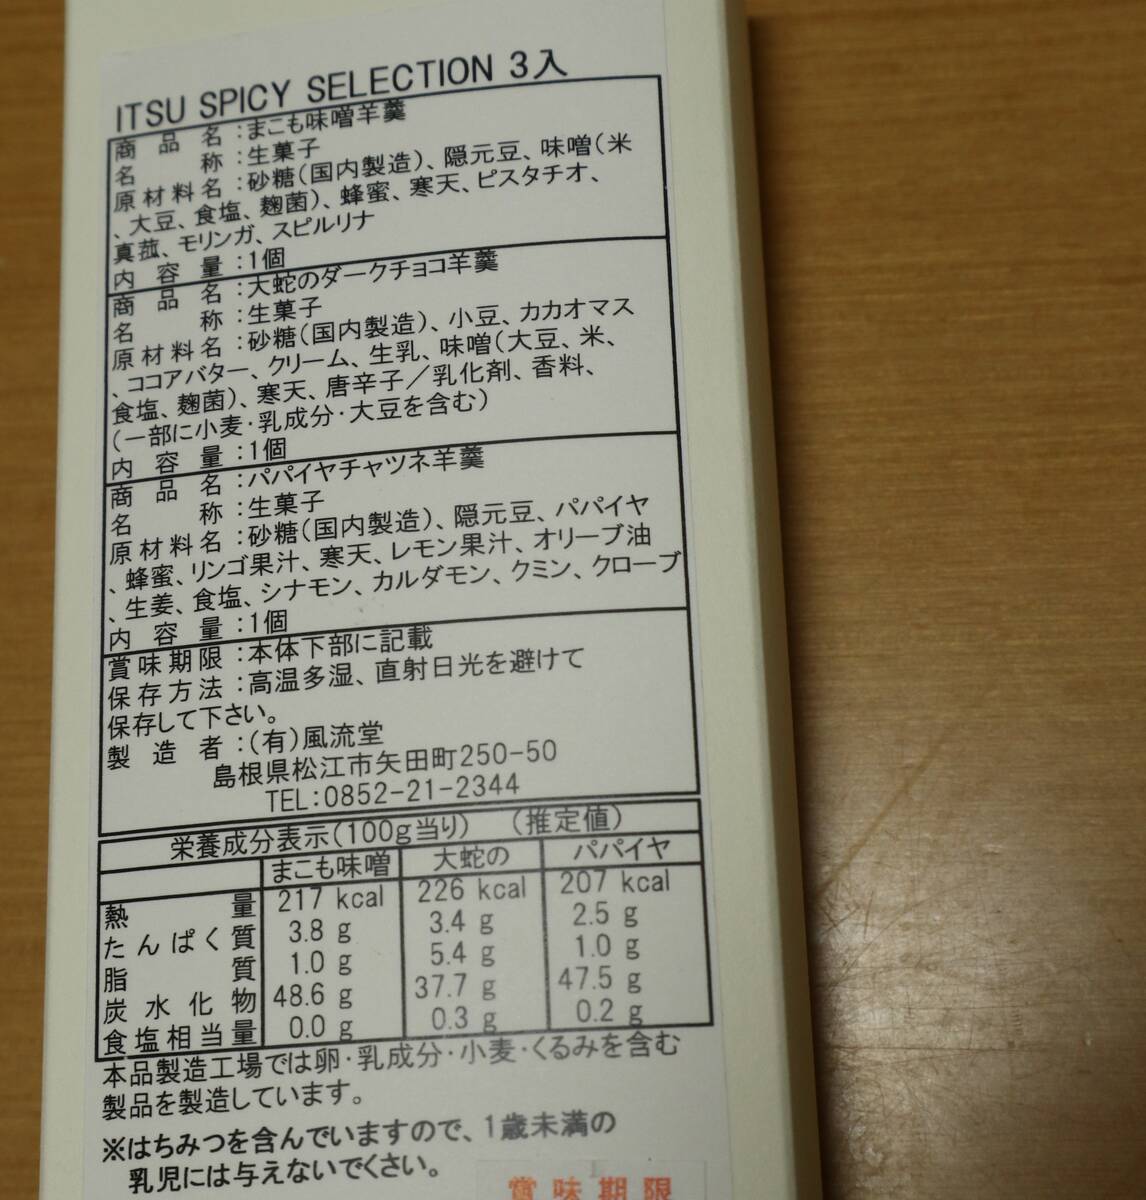 ITSU SPICY SELECTION 3入
商品名:まこも味噌羊羹
名称:生菓子
原材料名:砂糖(国内製造)、隠元豆、味噌(米
、大豆、食塩、麹菌)、蜂蜜、寒天、ピスタチオ、
真菰、モリンガ、スピルリナ
内容量:1個
商品名:大蛇のダークチョコ羊羹
名称:生菓子
原材料名:砂糖(国内製造)、小豆、カカオマス
、ココアバター、クリーム、生乳、味噌(大豆、米、
食塩、麹菌)、寒天、唐辛子/乳化剤、香料、
(一部に小麦・乳成分・大豆を含む)
内容量:1個
商品名:パパイヤチャツネ羊羹
名称:生菓子
原材料名:砂糖(国内製造)、隠元豆、パパイヤ
、蜂蜜、リンゴ果汁、寒天、レモン果汁、オリーブ油
、生姜、食塩、シナモン、カルダモン、クミン、クローブ
内容量:1個
賞味期限:本体下部に記載
保存方法:高温多湿、直射日光を避けて
保存して下さい。
製造者:(有)風流堂
島根県松江市矢田町250-50
TEL:0852-21-2344
栄養成分表示(100g当り) (推定値)
まこも味噌 大蛇の パパイヤ
熱量 217 kcal 226 kcal 207 kcal
たんぱく質 3.8 g 3.4 g 2.5 g
脂質 1.0 g 5.4 g 1.0 g
炭水化物 48.6 g 37.7 g 47.5 g
食塩相当量 0.0 g 0.3 g 0.2 g
本品製造工場では卵・乳成分・小麦・くるみを含む
製品を製造しています。
※はちみつを含んでいますので、1歳未満の
乳児には与えないでくさい。
賞味期限